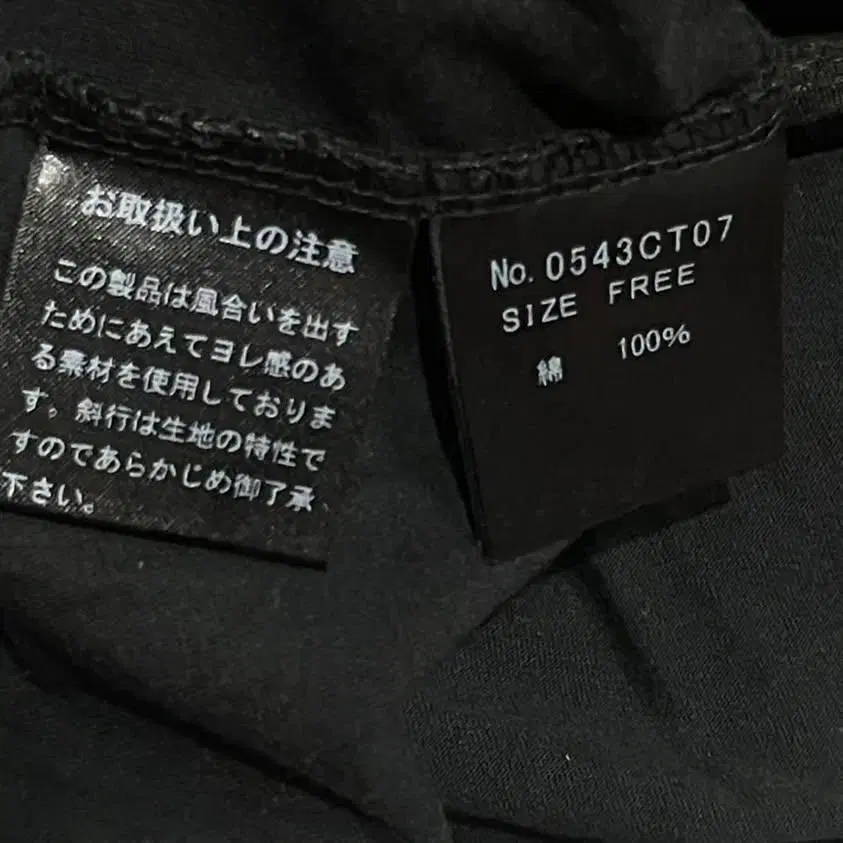 お取扱い上の注意
この製品は風合いを出す
ためにあえてヨレ感のあ
る素材を使用しておりま
す。斜行は生地の特性で
すのであらかじめ御了承
下さい。
No. 0543CT07
SIZE FREE
綿 100%